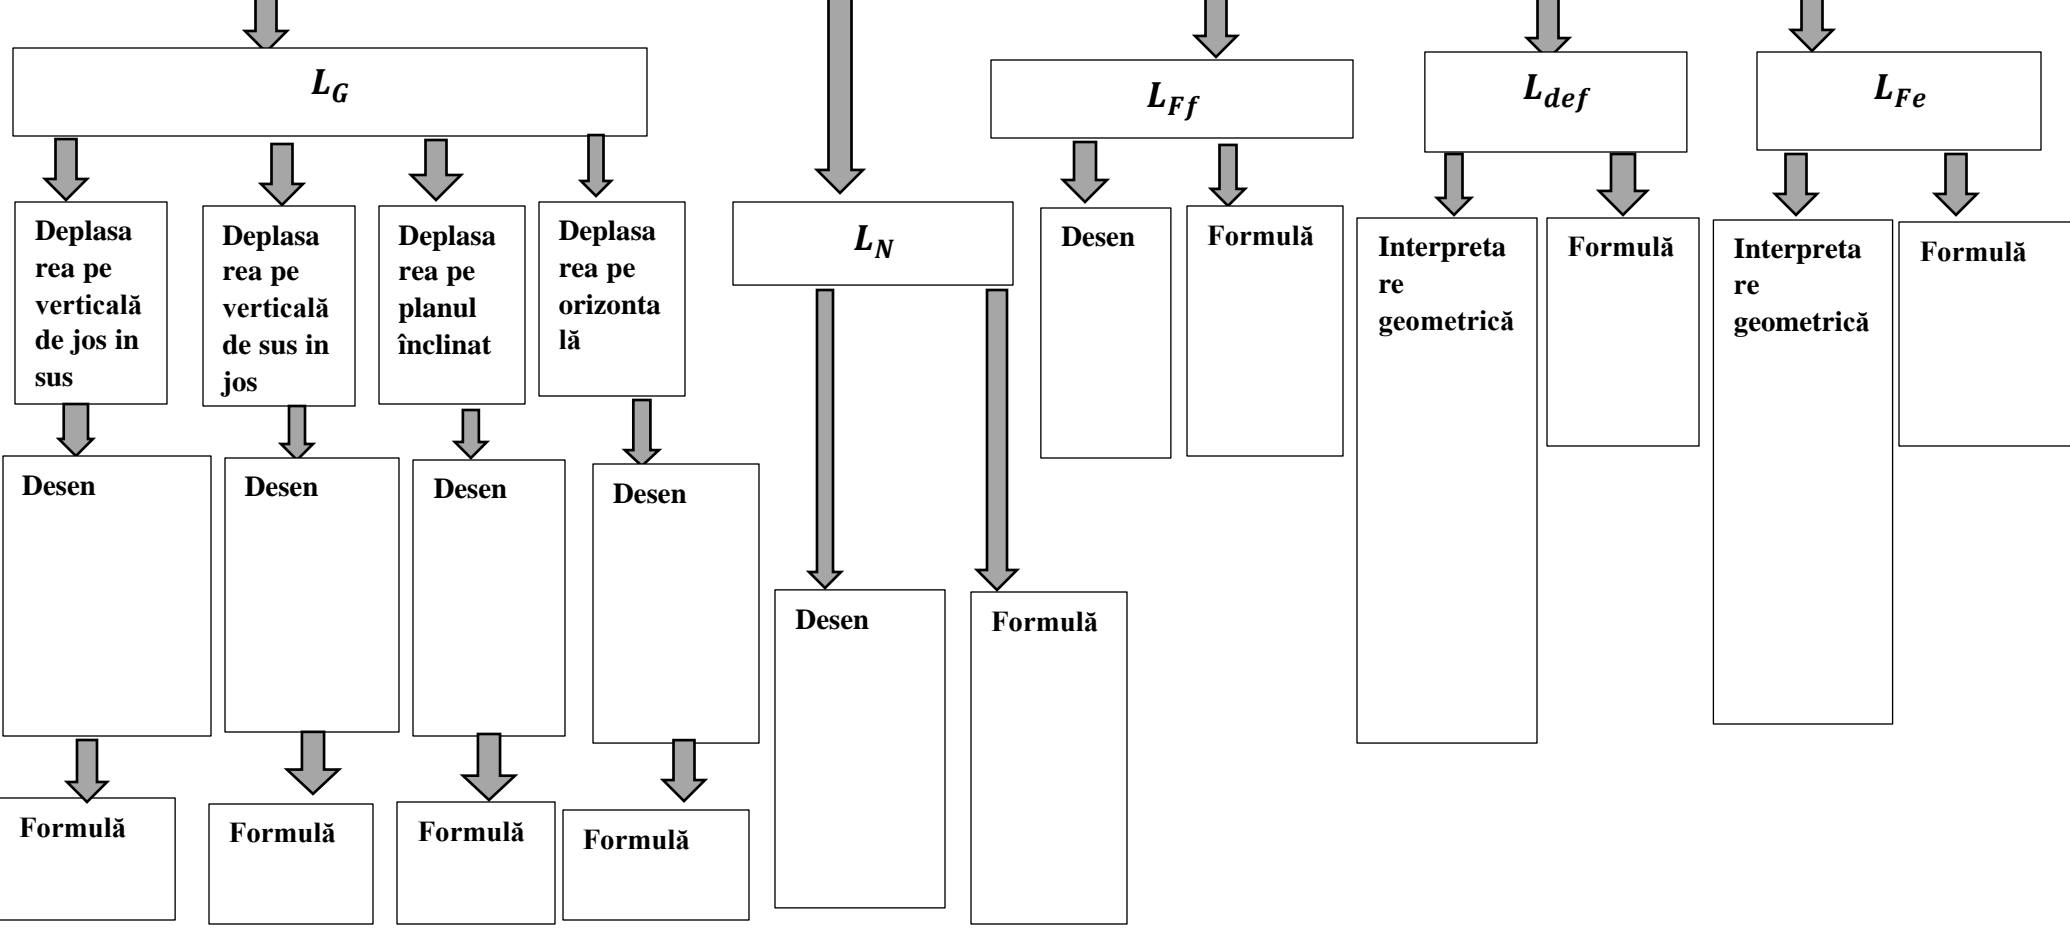 L_G
L_N
L_Ff
L_def
L_Fe
Deplasa
rea pe
verticală
de jos in
sus
Deplasa
rea pe
verticală
de sus in
jos
Deplasa
rea pe
planul
înclinat
Deplasa
rea pe
orizonta
lă
Desen
Formulă
Interpreta
re
geometrică
Formulă
Interpreta
re
geometrică
Formulă
Desen
Desen
Desen
Desen
Desen
Formulă
Formulă
Formulă
Formulă
Formulă